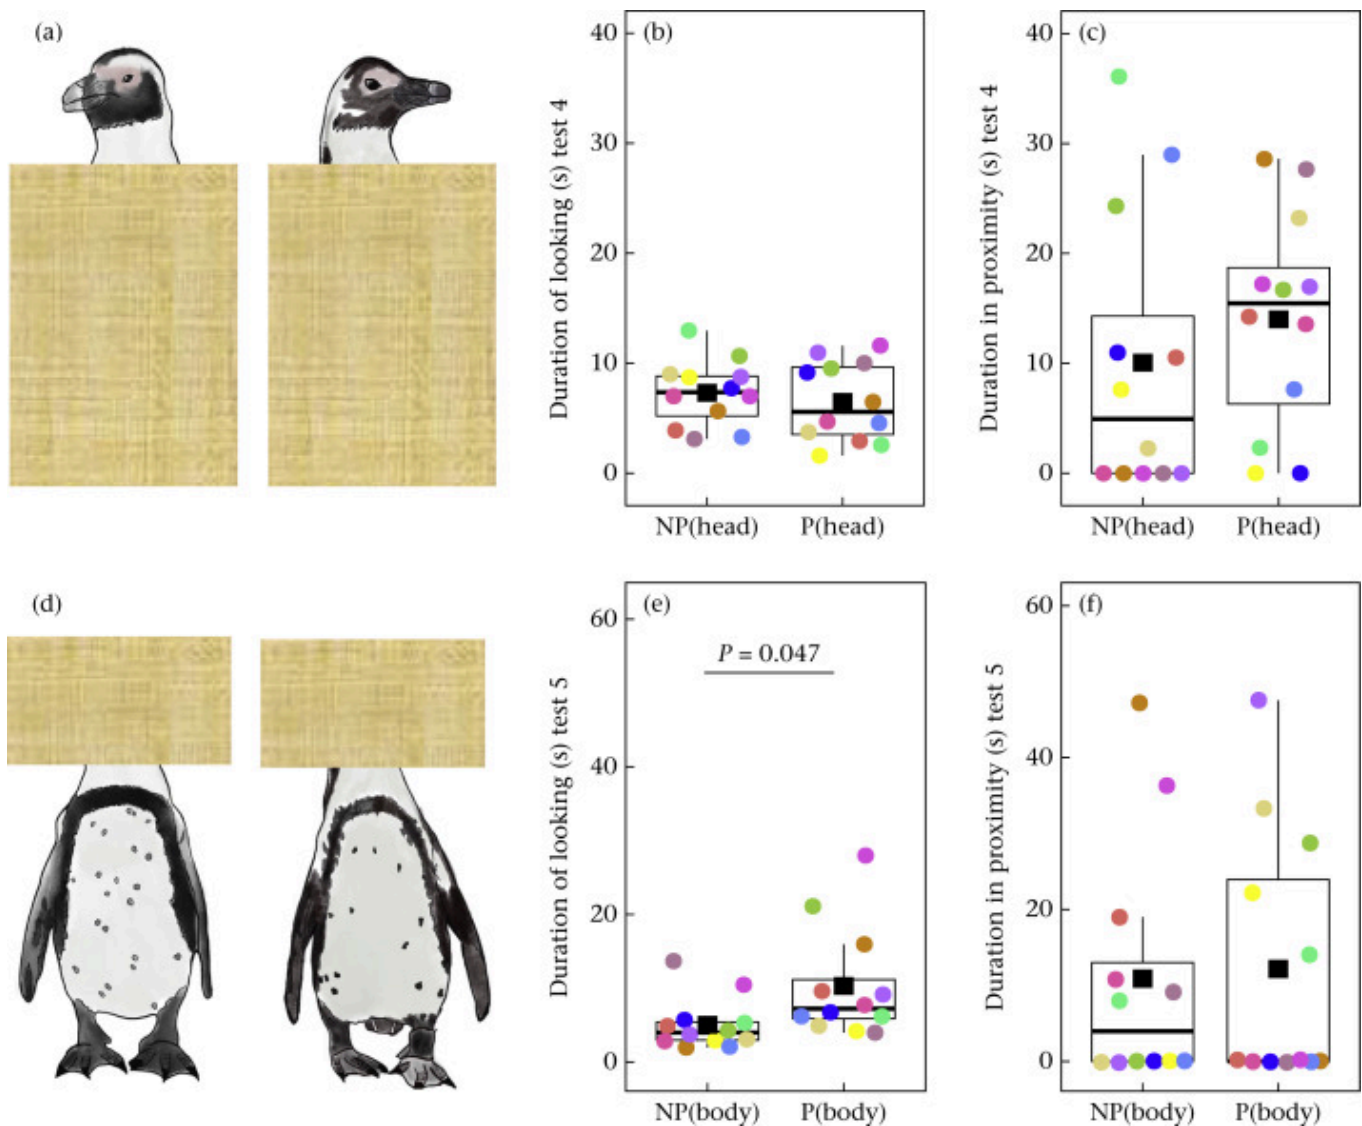 (a)
(b)
Duration of looking (s) test 4
40
30
20
10
0
NP(head) P(head)
(c)
Duration in proximity (s) test 4
40
30
20
10
0
NP(head) P(head)
(d)
(e)
Duration of looking (s) test 5
60
40
20
0
P = 0.047
NP(body) P(body)
(f)
Duration in proximity (s) test 5
60
40
20
0
NP(body) P(body)